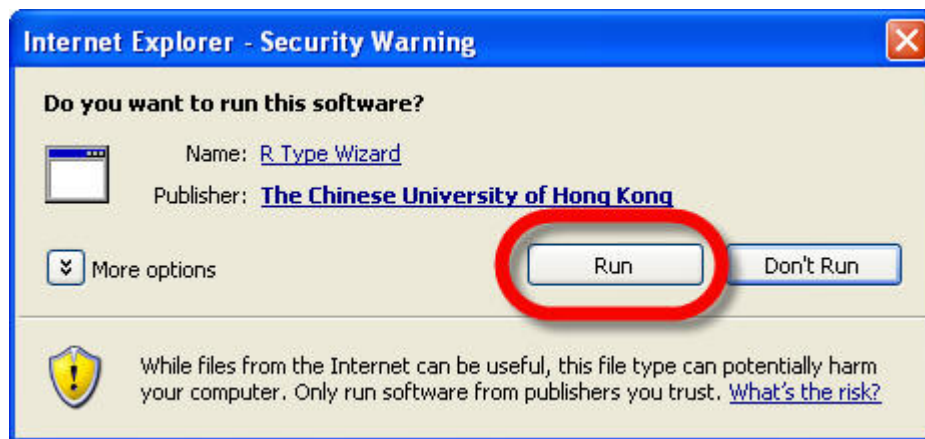 Internet Explorer - Security Warning
Do you want to run this software?
Name: R Type Wizard
Publisher: The Chinese University of Hong Kong
More options
Run
Don't Run
While files from the Internet can be useful, this file type can potentially harm
your computer. Only run software from publishers you trust. What's the risk?